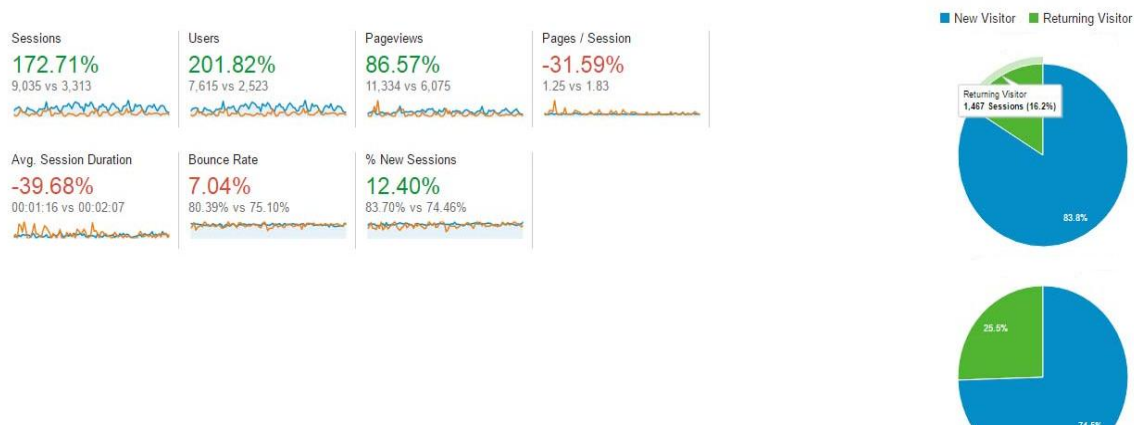 New Visitor
Returning Visitor
Sessions
172.71%
9,035 vs 3,313
Users
201.82%
7,615 vs 2,523
Pageviews
86.57%
11,334 vs 6,075
Pages / Session
-31.59%
1.25 vs 1.83
Avg. Session Duration
-39.68%
00:01:16 vs 00:02:07
Bounce Rate
7.04%
80.39% vs 75.10%
% New Sessions
12.40%
83.70% vs 74.46%
Returning Visitor
1,467 Sessions (16.2%)
83.8%
25.5%
74.5%